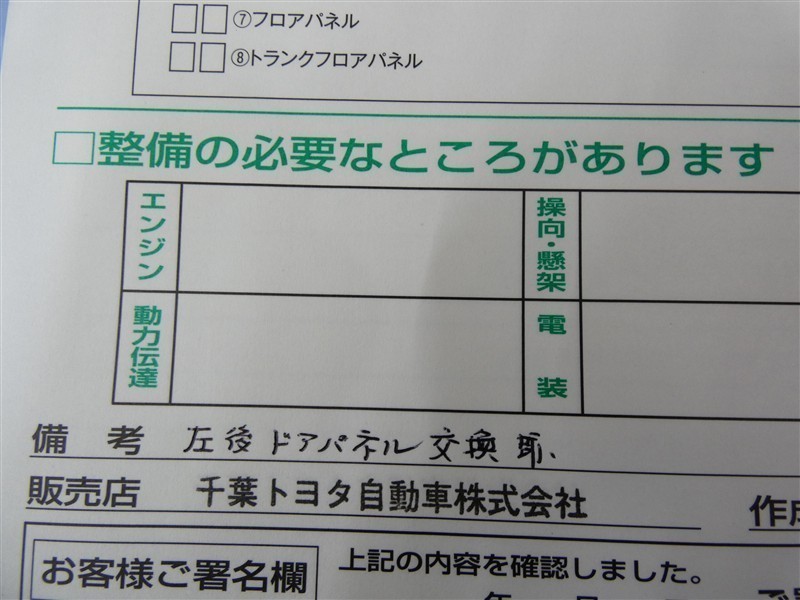 □□⑦フロアパネル
□□⑧トランクフロアパネル
□整備の必要なところがあります
エンジン
操向・懸架
動力伝達
電装
備考 左後ドアパネル交換
販売店 千葉トヨタ自動車株式会社 作成
お客様ご署名欄
上記の内容を確認しました。
年 月